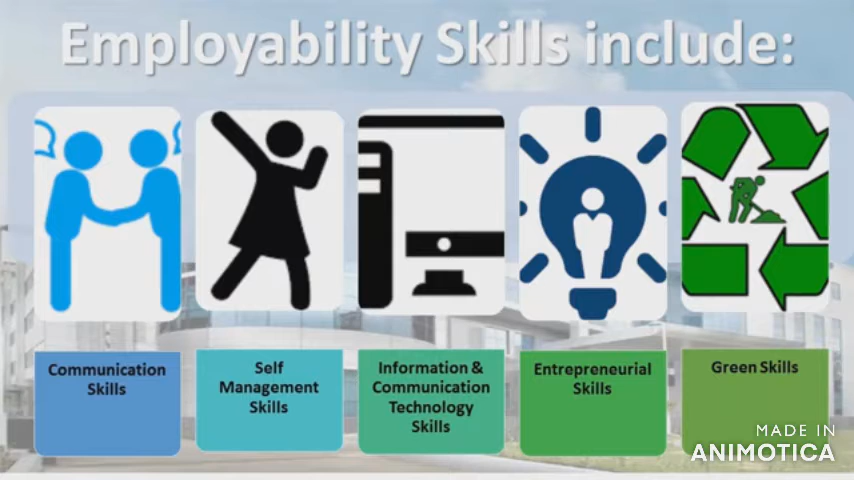 Employability Skills include:
Communication
Skills
Self
Management
Skills
Information &
Communication
Technology
Skills
Entrepreneurial
Skills
Green Skills
MADE IN
ANIMOTICA